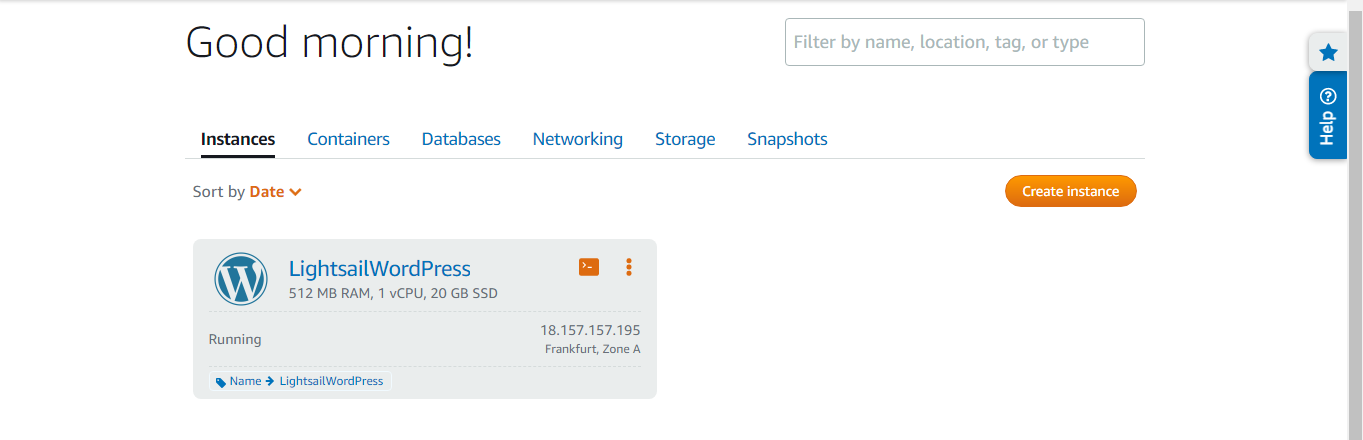 Good morning!
Filter by name, location, tag, or type
Help
Instances Containers Databases Networking Storage Snapshots
Sort by Date
Create instance
LightsailWordPress
512 MB RAM, 1 vCPU, 20 GB SSD
Running
18.157.157.195
Frankfurt, Zone A
Name → LightsailWordPress